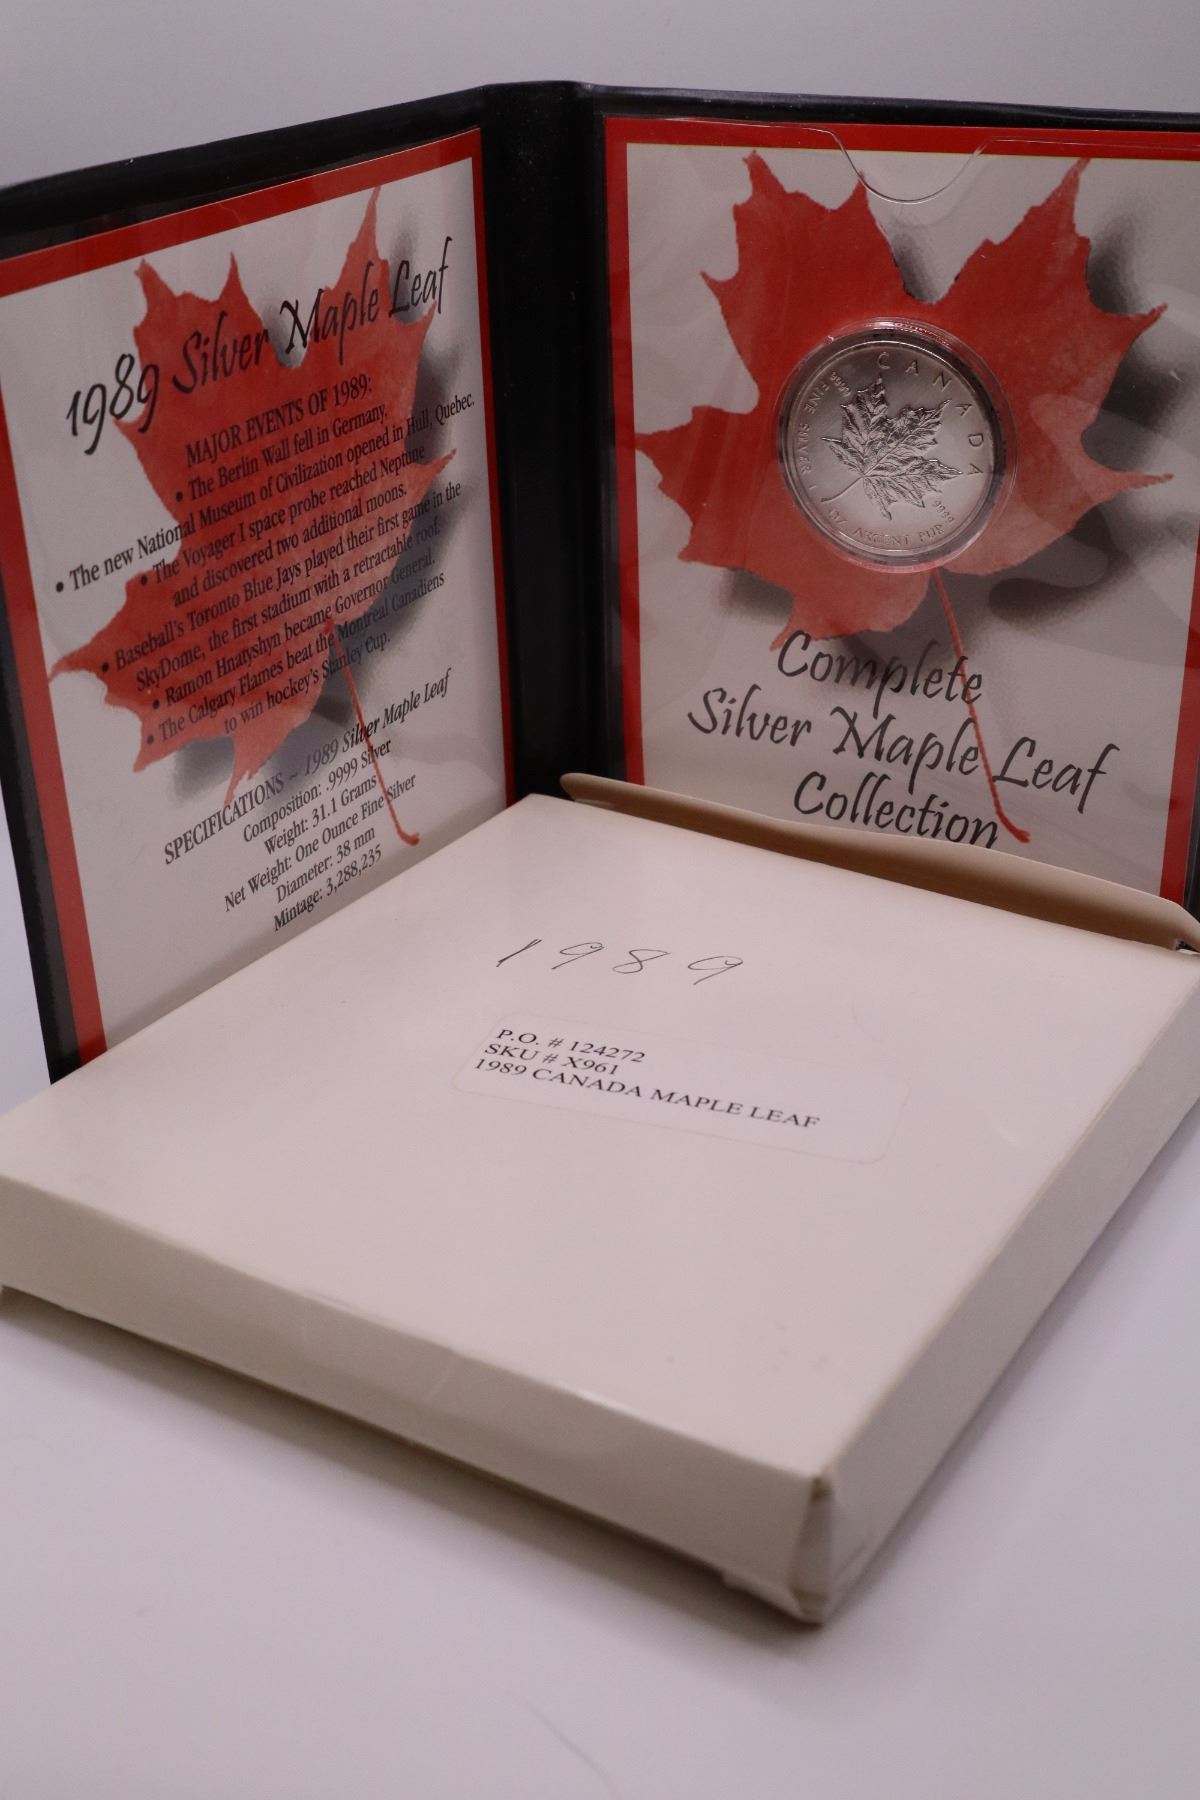 1989 Silver Maple Leaf
MAJOR EVENTS OF 1989:
• The Berlin Wall fell in Germany.
• The new National Museum of Civilization opened in Hull, Quebec.
• The Voyager I space probe reached Neptune
and discovered two additional moons.
• Baseball's Toronto Blue Jays played their first game in the
SkyDome, the first stadium with a retractable roof.
• Ramon Hnatyshyn became Governor General.
• The Calgary Flames beat the Montreal Canadiens
to win hockey's Stanley Cup.
SPECIFICATIONS ~ 1989 Silver Maple Leaf
Composition: .9999 Silver
Weight: 31.1 Grams
Net Weight: One Ounce Fine Silver
Diameter: 38 mm
Mintage: 3,288,235
CANADA
9999
FINE SILVER 1 OZ ARGENT PUR
9999
Complete
Silver Maple Leaf
Collection
1989
P.O. # 124272
SKU # X961
1989 CANADA MAPLE LEAF